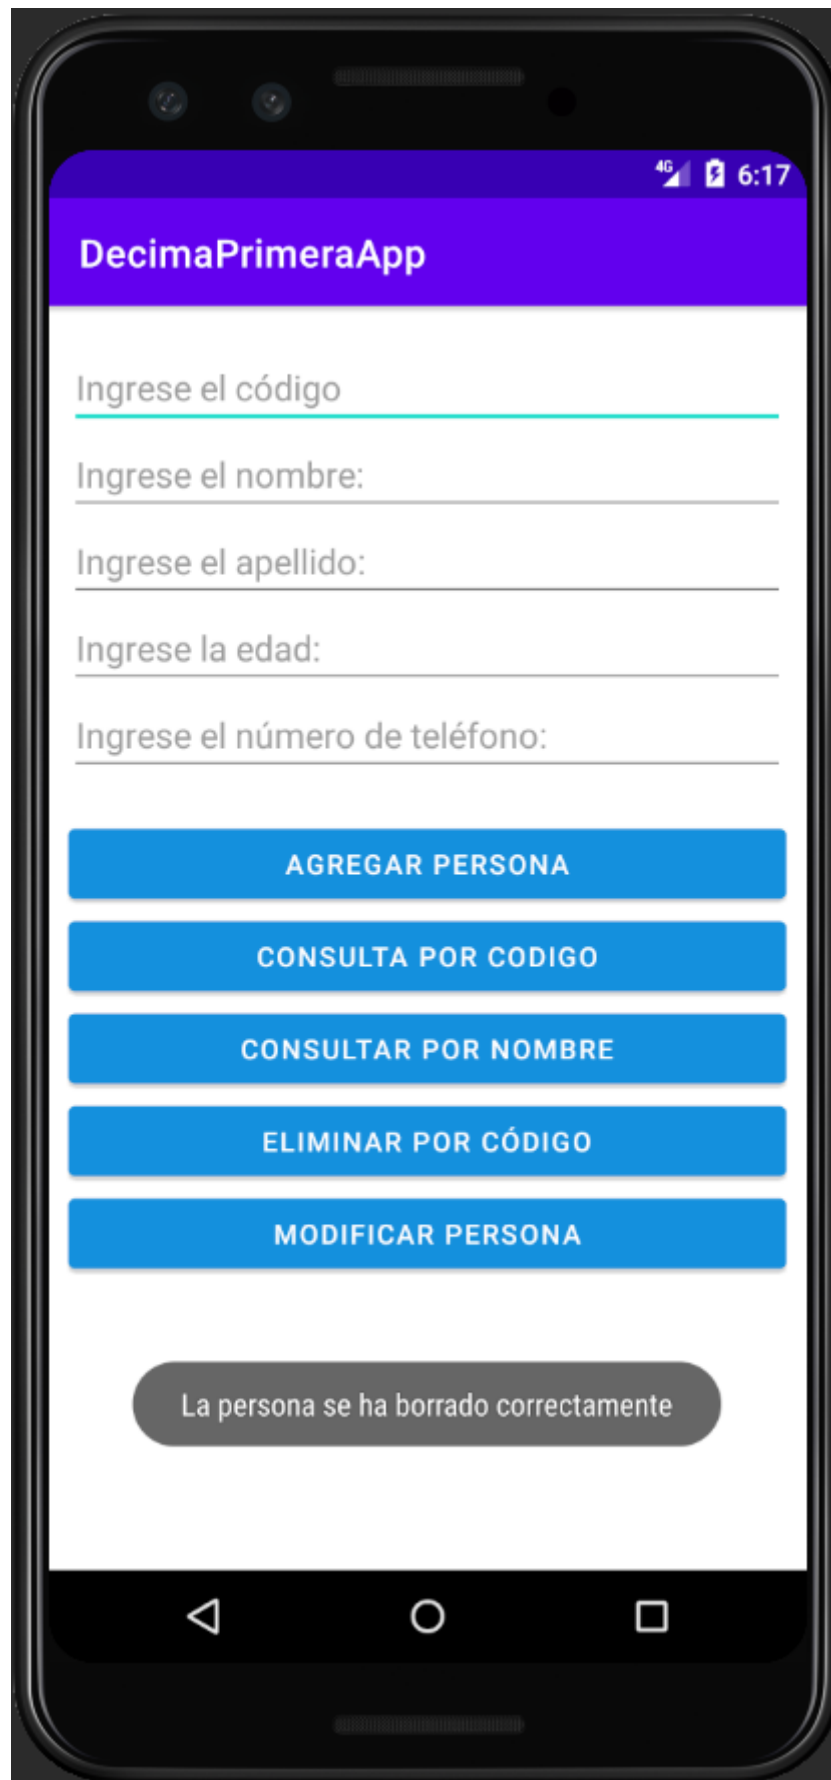 4G 6:17
DecimaPrimeraApp
Ingrese el código
Ingrese el nombre:
Ingrese el apellido:
Ingrese la edad:
Ingrese el número de teléfono:
AGREGAR PERSONA
CONSULTA POR CODIGO
CONSULTAR POR NOMBRE
ELIMINAR POR CÓDIGO
MODIFICAR PERSONA
La persona se ha borrado correctamente